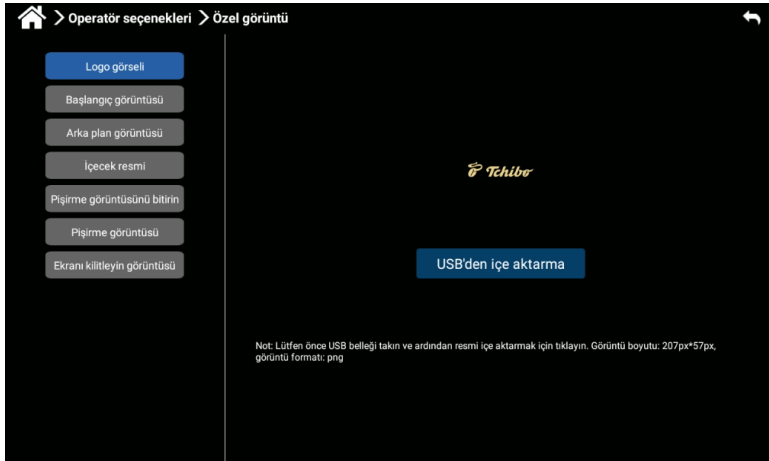 Operatör seçenekleri Özel görüntü
Logo görseli
Başlangıç görüntüsü
Arka plan görüntüsü
İçecek resmi
Pişirme görüntüsünü bitirin
Pişirme görüntüsü
Ekranı kilitleyin görüntüsü
Tchibo
USB'den içe aktarma
Not: Lütfen önce USB belleği takın ve ardından resmi içe aktarmak için tıklayın. Görüntü boyutu: 207px*57px,
görüntü formatı: png